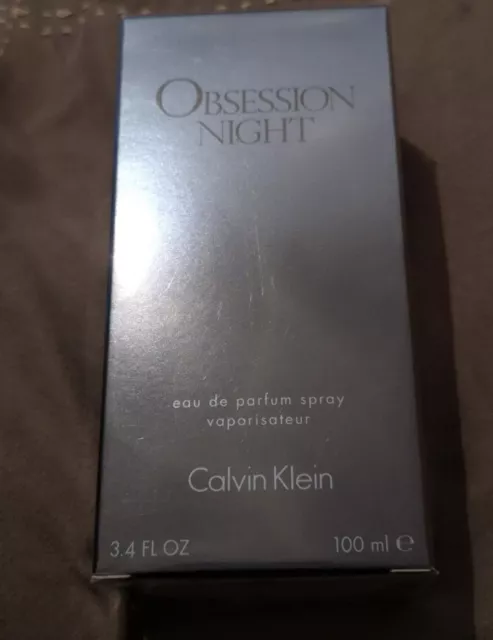 OBSESSION
NIGHT
eau de parfum spray
vaporisateur
Calvin Klein
3.4 FL OZ 100 ml ℮